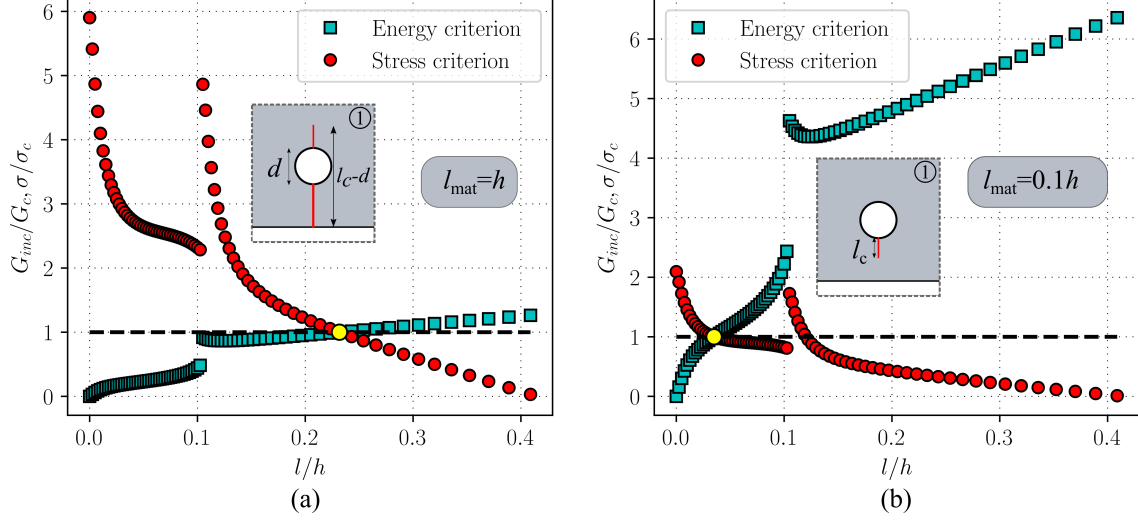 6
5
4
3
2
1
0
G_inc/G_c, σ/σ_c
Energy criterion
Stress criterion
①
d
l_c-d
l_mat=h
0.0 0.1 0.2 0.3 0.4
l/h
(a)
6
5
4
3
2
1
0
G_inc/G_c, σ/σ_c
Energy criterion
Stress criterion
①
l_c
l_mat=0.1h
0.0 0.1 0.2 0.3 0.4
l/h
(b)